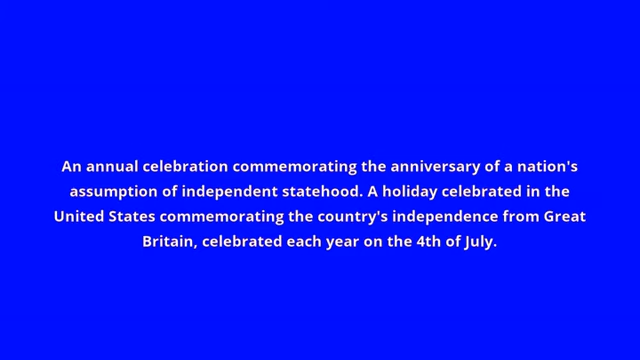 An annual celebration commemorating the anniversary of a nation's
assumption of independent statehood. A holiday celebrated in the
United States commemorating the country's independence from Great
Britain, celebrated each year on the 4th of July.